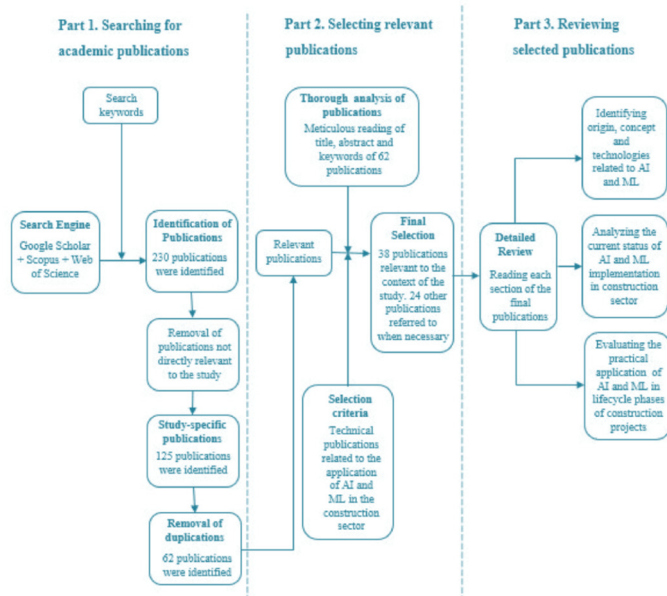 Part 1. Searching for
academic publications
Part 2. Selecting relevant
publications
Part 3. Reviewing
selected publications
Search
keywords
Search Engine
Google Scholar
+ Scopus + Web
of Science
Identification of
Publications
230 publications
were identified
Removal of
publications not
directly relevant
to the study
Study-specific
publications
125 publications
were identified
Removal of
duplications
62 publications
were identified
Thorough analysis of
publications
Meticulous reading of
title, abstract and
keywords of 62
publications
Relevant
publications
Final
Selection
38 publications
relevant to the
context of the
study. 24 other
publications
referred to
when necessary
Selection
criteria
Technical
publications
related to the
application
of AI and
ML in the
construction
sector
Detailed
Review
Reading each
section of the
final
publications
Identifying
origin, concept
and
technologies
related to AI
and ML
Analyzing the
current status of
AI and ML
implementation
in construction
sector
Evaluating the
practical
application of
AI and ML in
lifecycle phases
of construction
projects